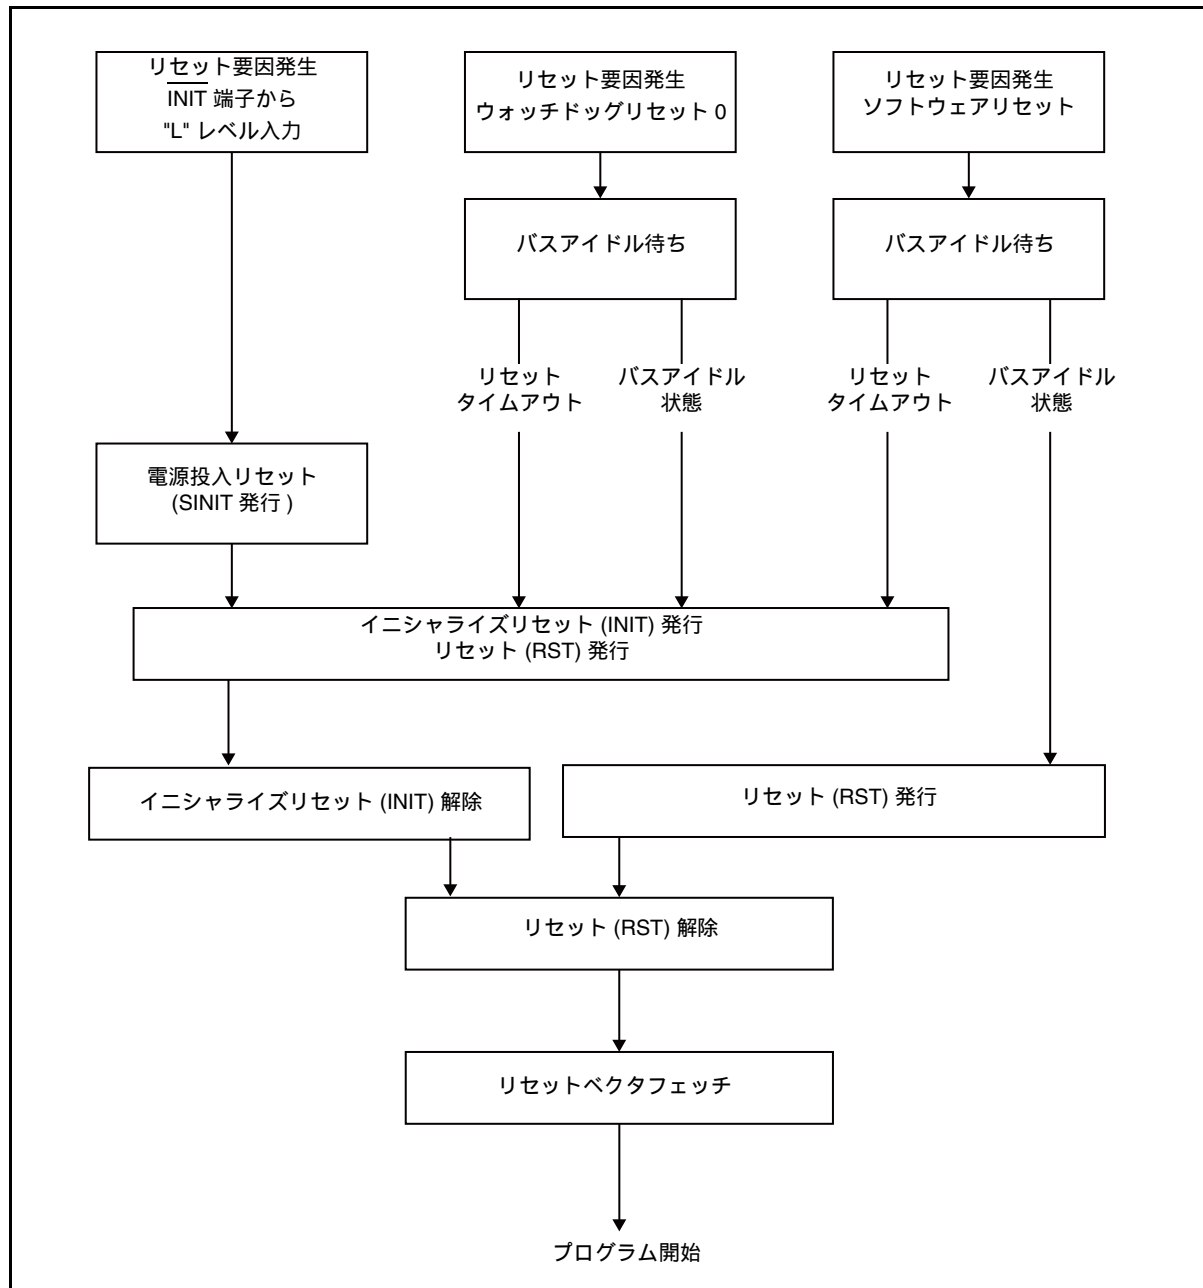 リセット要因発生
INIT 端子から
"L" レベル入力
リセット要因発生
ウォッチドッグリセット 0
リセット要因発生
ソフトウェアリセット
バスアイドル待ち
バスアイドル待ち
リセット
タイムアウト
バスアイドル
状態
リセット
タイムアウト
バスアイドル
状態
電源投入リセット
(SINIT 発行 )
イニシャライズリセット (INIT) 発行
リセット (RST) 発行
イニシャライズリセット (INIT) 解除
リセット (RST) 発行
リセット (RST) 解除
リセットベクタフェッチ
プログラム開始